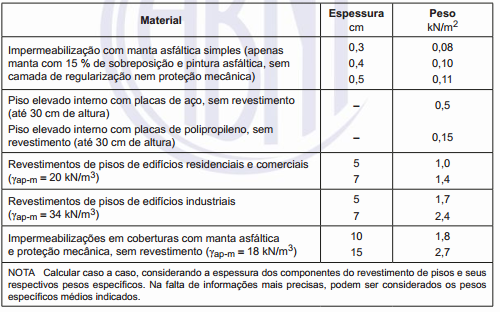 Material Espessura cm Peso kN/m²
Impermeabilização com manta asfáltica simples (apenas 0,3 0,08
manta com 15 % de sobreposição e pintura asfáltica, sem 0,4 0,10
camada de regularização nem proteção mecânica) 0,5 0,11
Piso elevado interno com placas de aço, sem revestimento – 0,5
(até 30 cm de altura)
Piso elevado interno com placas de polipropileno, sem – 0,15
revestimento (até 30 cm de altura)
Revestimentos de pisos de edifícios residenciais e comerciais 5 1,0
(γap-m = 20 kN/m³) 7 1,4
Revestimentos de pisos de edifícios industriais 5 1,7
(γap-m = 34 kN/m³) 7 2,4
Impermeabilizações em coberturas com manta asfáltica 10 1,8
e proteção mecânica, sem revestimento (γap-m = 18 kN/m³) 15 2,7
NOTA Calcular caso a caso, considerando a espessura dos componentes do revestimento de pisos e seus
respectivos pesos específicos. Na falta de informações mais precisas, podem ser considerados os pesos
específicos médios indicados.
ABNT